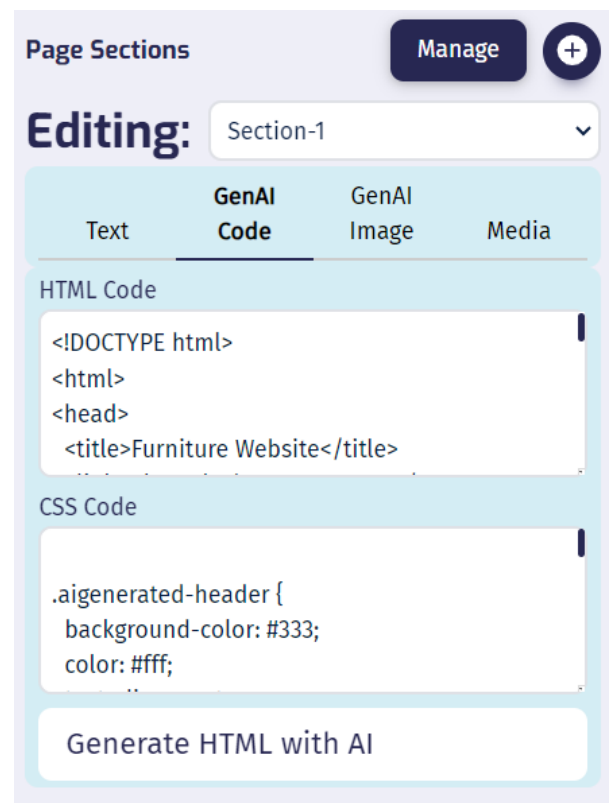 Page Sections
Manage
Editing:
Section-1
Text
GenAI
Code
GenAI
Image
Media
HTML Code
<!DOCTYPE html>
<html>
<head>
<title>Furniture Website</title>
CSS Code
.aigenerated-header {
background-color: #333;
color: #fff;
Generate HTML with AI